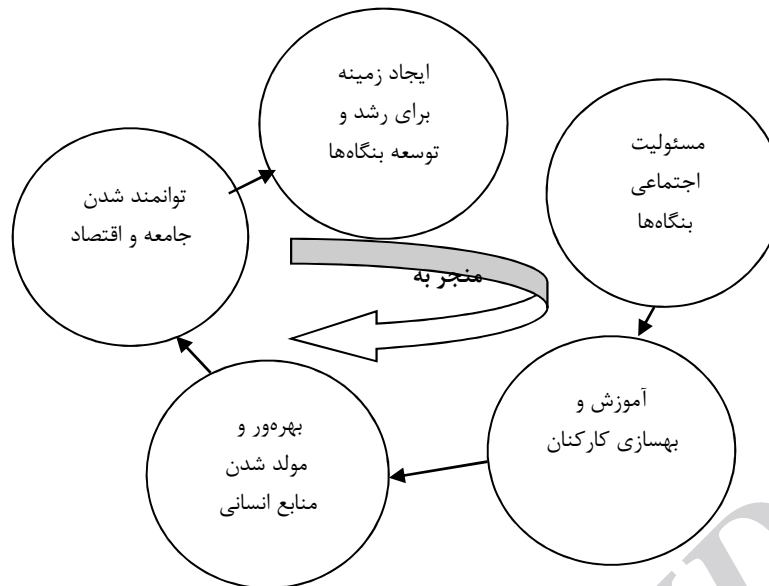 ایجاد زمینه
برای رشد و
توسعه بنگاه‌ها
مسئولیت
اجتماعی
بنگاه‌ها
توانمند شدن
جامعه و اقتصاد
منجر به
آموزش و
بهسازی کارکنان
بهره‌ور و
مولد شدن
منابع انسانی